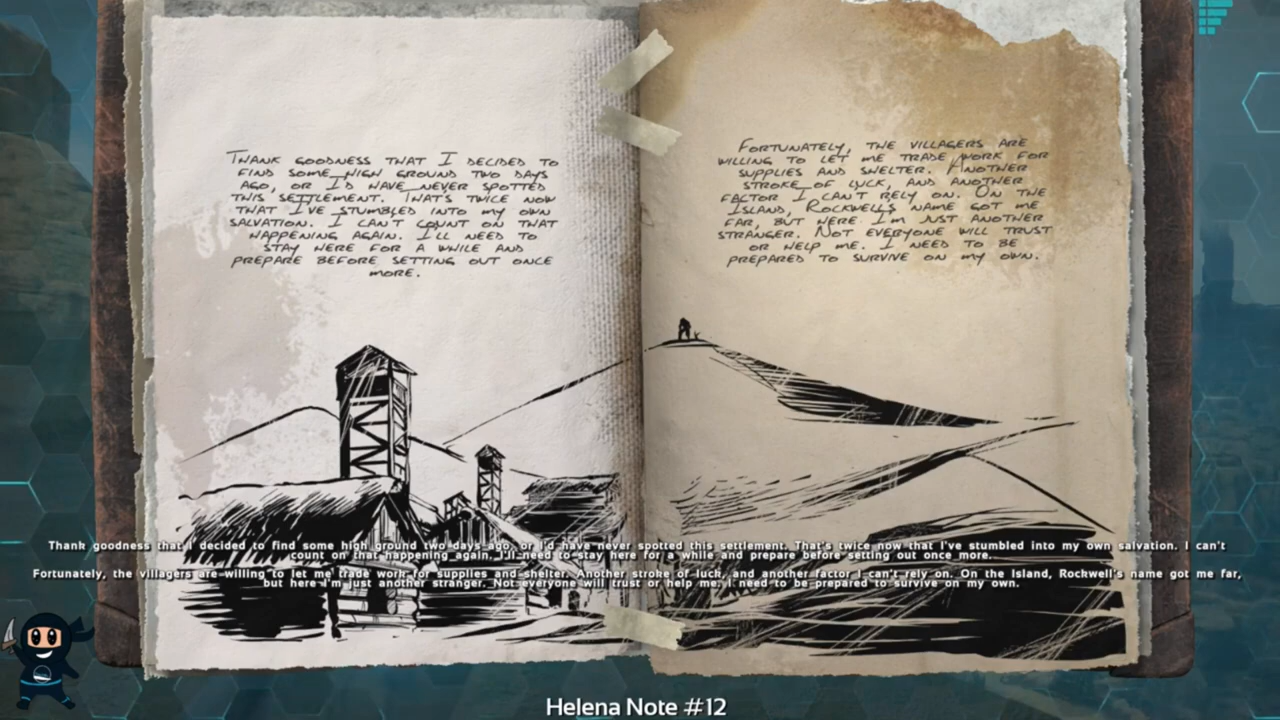 THANK GOODNESS THAT I DECIDED TO
FIND SOME HIGH GROUND TWO DAYS
AGO, OR I'D HAVE NEVER SPOTTED
THIS SETTLEMENT. THAT'S TWICE NOW
THAT I'VE STUMBLED INTO MY OWN
SALVATION. I CAN'T COUNT ON THAT
HAPPENING AGAIN. I'LL NEED TO
STAY HERE FOR A WHILE AND
PREPARE BEFORE SETTING OUT ONCE
MORE.
FORTUNATELY, THE VILLAGERS ARE
WILLING TO LET ME TRADE WORK FOR
SUPPLIES AND SHELTER. ANOTHER
STROKE OF LUCK, AND ANOTHER
FACTOR I CAN'T RELY ON. ON THE
ISLAND, ROCKWELL'S NAME GOT ME
FAR, BUT HERE I'M JUST ANOTHER
STRANGER. NOT EVERYONE WILL TRUST
OR HELP ME. I NEED TO BE
PREPARED TO SURVIVE ON MY OWN.
Thank goodness that I decided to find some high ground two days ago, or I'd have never spotted this settlement. That's twice now that I've stumbled into my own salvation. I can't
count on that happening again. I'll need to stay here for a while and prepare before setting out once more.
Fortunately, the villagers are willing to let me trade work for supplies and shelter. Another stroke of luck, and another factor I can't rely on. On the Island, Rockwell's name got me far,
but here I'm just another stranger. Not everyone will trust or help me. I need to be prepared to survive on my own.
Helena Note #12